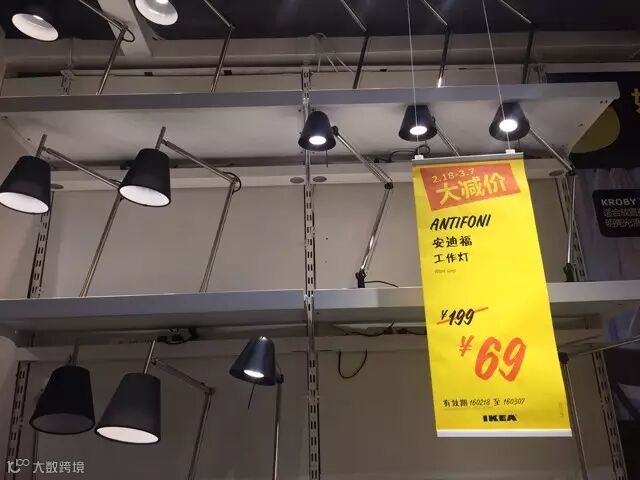 2.18-3.7
大减价
ANTIFONI
安迪福
工作灯
Work lamp
¥199
¥69
有效期 160218 至 160307
IKEA
KROBY
大数跨境